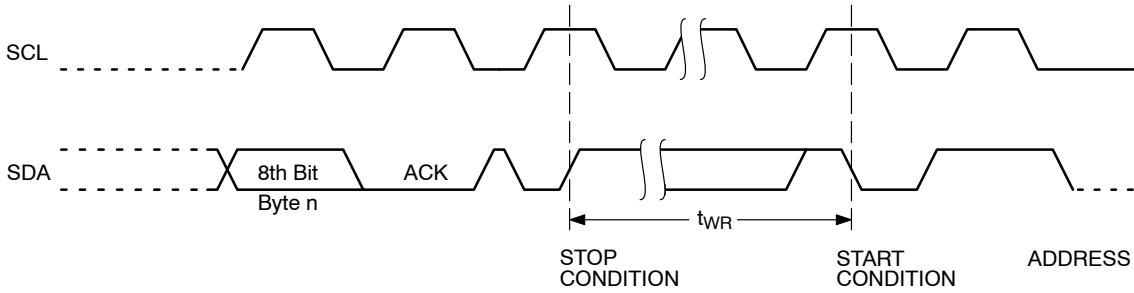 SCL
SDA
8th Bit
Byte n
ACK
tWR
STOP
CONDITION
START
CONDITION
ADDRESS